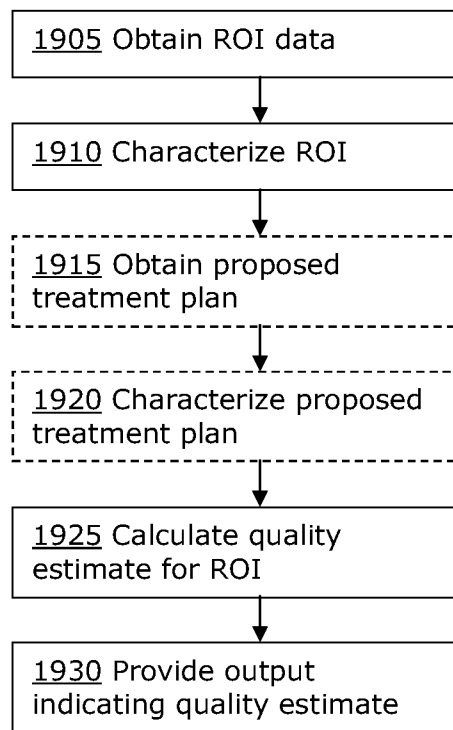 1905 Obtain ROI data
1910 Characterize ROI
1915 Obtain proposed
treatment plan
1920 Characterize proposed
treatment plan
1925 Calculate quality
estimate for ROI
1930 Provide output
indicating quality estimate